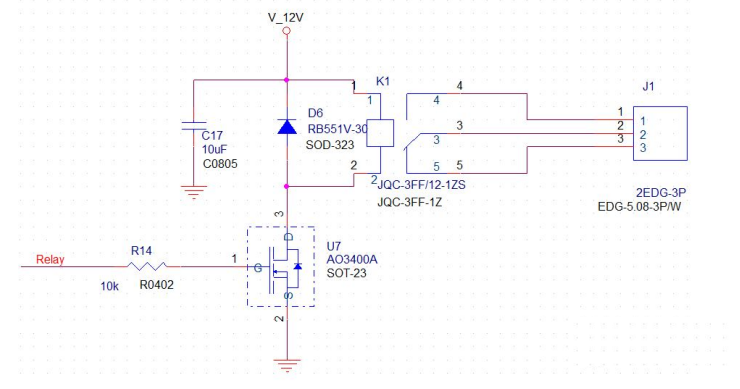 V_12V
K1
1
1
4
4
J1
D6
RB551V-30
SOD-323
C17
10uF
C0805
3
3
1
2
3
1
2
3
2
2
5
5
JQC-3FF/12-1ZS
JQC-3FF-1Z
2EDG-3P
EDG-5.08-3P/W
3
D
U7
AO3400A
SOT-23
Relay
R14
10k
R0402
1
G
S
2